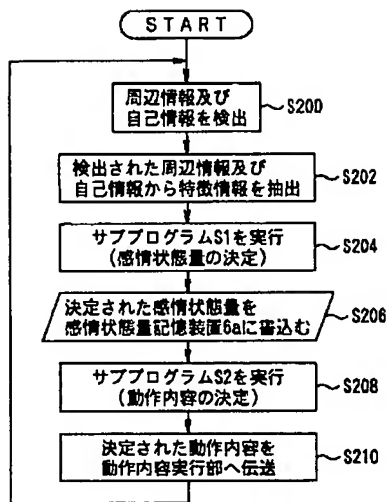 START
周辺情報及び
自己情報を検出
S200
検出された周辺情報及び
自己情報から特徴情報を抽出
S202
サブプログラムS1を実行
(感情状態量の決定)
S204
決定された感情状態量を
感情状態量記憶装置6aに書込む
S206
サブプログラムS2を実行
(動作内容の決定)
S208
決定された動作内容を
動作内容実行部へ伝送
S210